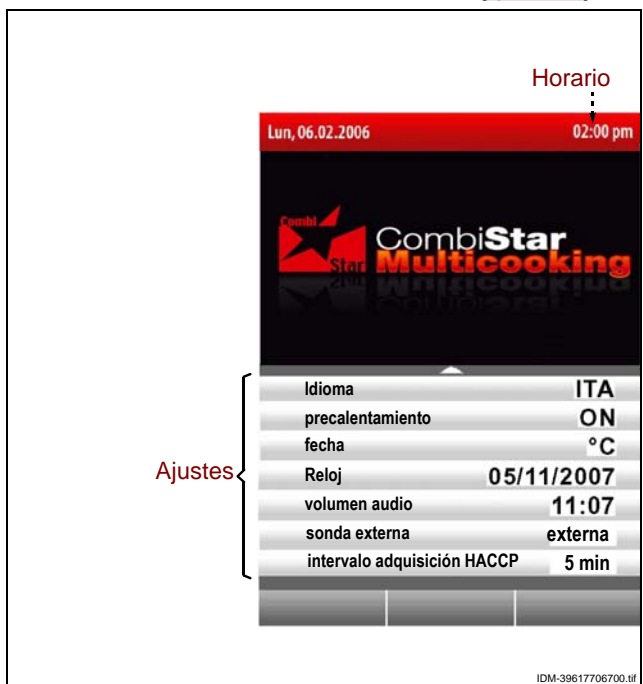 Horario
Lun, 06.02.2006 02:00 pm
Combi
Star
CombiStar
Multicooking
Idioma ITA
precalentamiento ON
fecha °C
Ajustes
Reloj 05/11/2007
volumen audio 11:07
sonda externa externa
intervalo adquisición HACCP 5 min
IDM-39617706700.tif